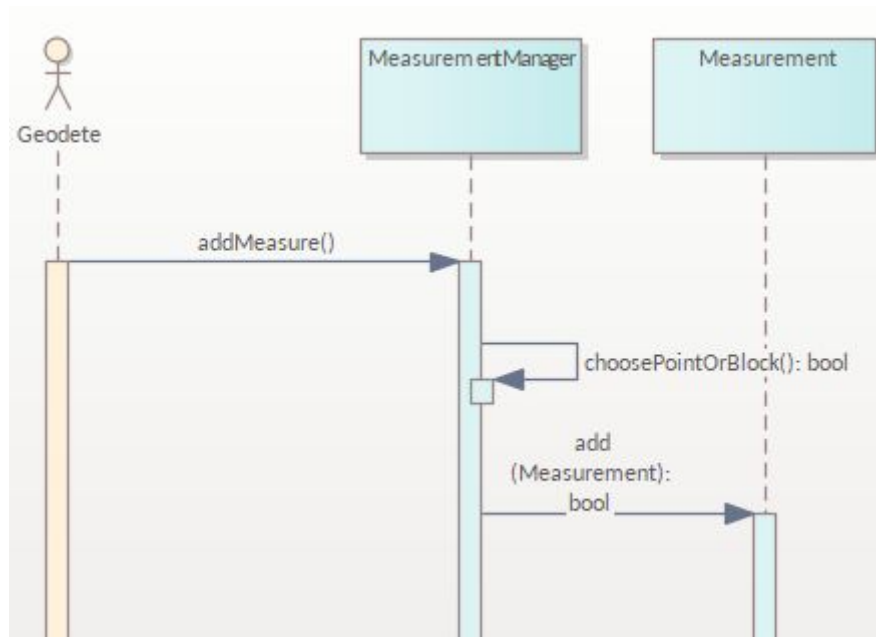 MeasurementManager
Measurement
Geodete
addMeasure()
choosePointOrBlock(): bool
add
(Measurement):
bool